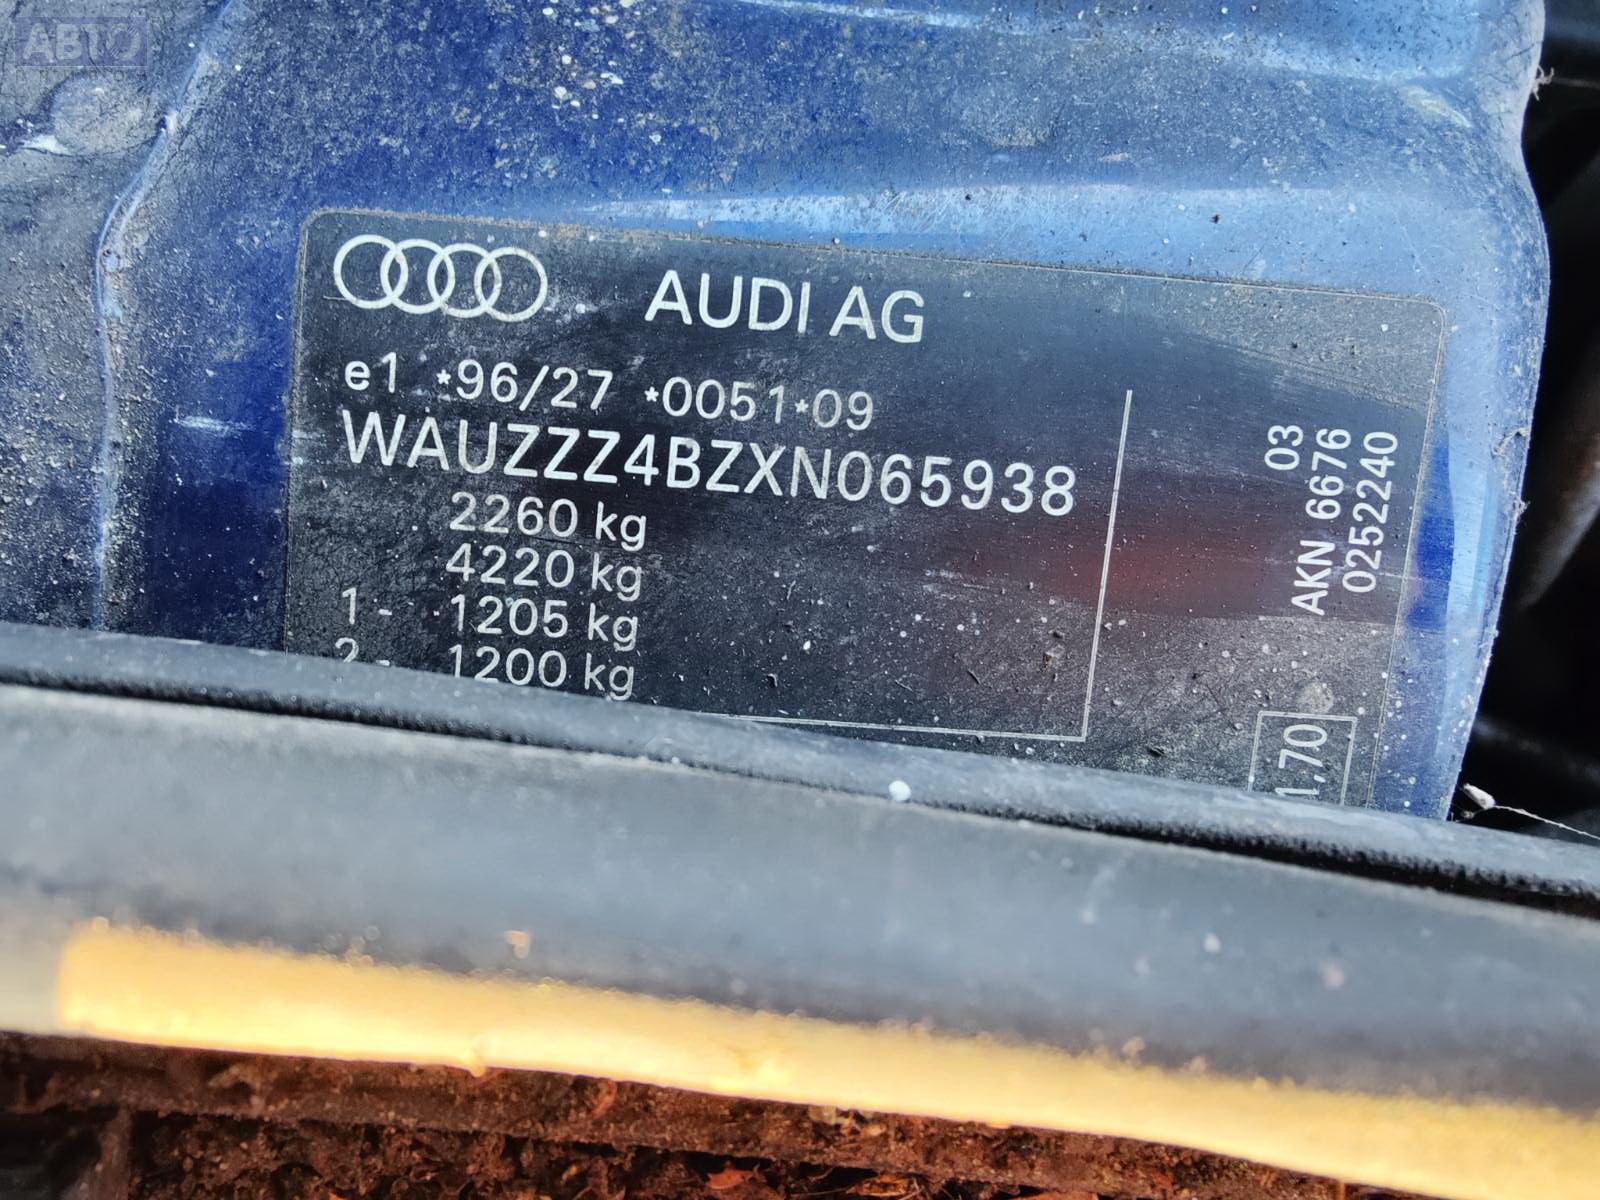 АВТО
AUDI AG
e1 *96/27 *0051*09
WAUZZZ4BZXN065938
2260 kg
4220 kg
1- 1205 kg
2- 1200 kg
03
AKN 6676
0252240
1,70